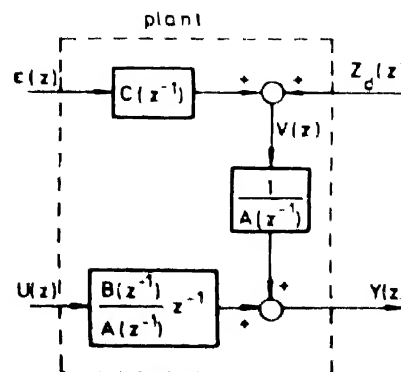 plant
ε(z)
C(z⁻¹)
+
+
Z_d(z)
V(z)
1
A(z⁻¹)
+
U(z)
B(z⁻¹)
A(z⁻¹)
z⁻¹
+
Y(z)